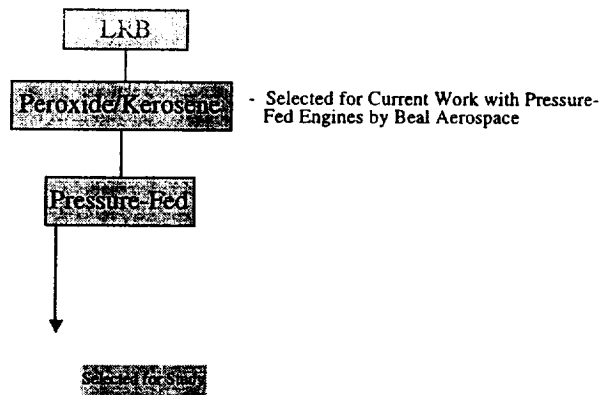 LRB
Peroxide/Kerosene
- Selected for Current Work with Pressure-
Fed Engines by Beal Aerospace
Pressure-Fed
Selected for Study